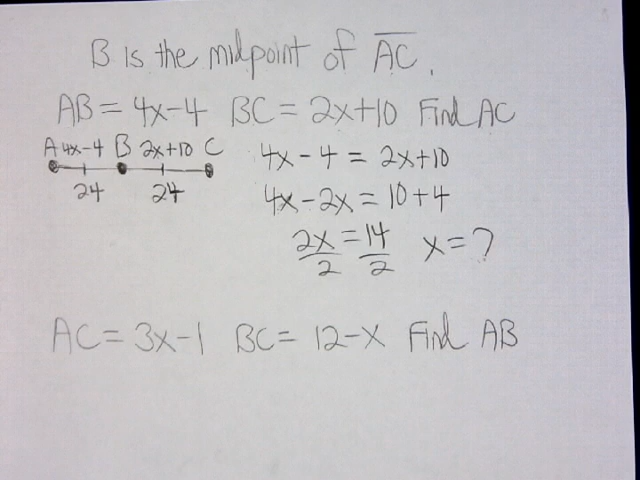 B is the midpoint of AC.
AB = 4x-4 BC = 2x+10 Find AC
A 4x-4 B 2x+10 C
24 24
4x - 4 = 2x+10
4x - 2x = 10+4
2x = 14 x = ?
2 2
AC = 3x-1 BC = 12-x Find AB